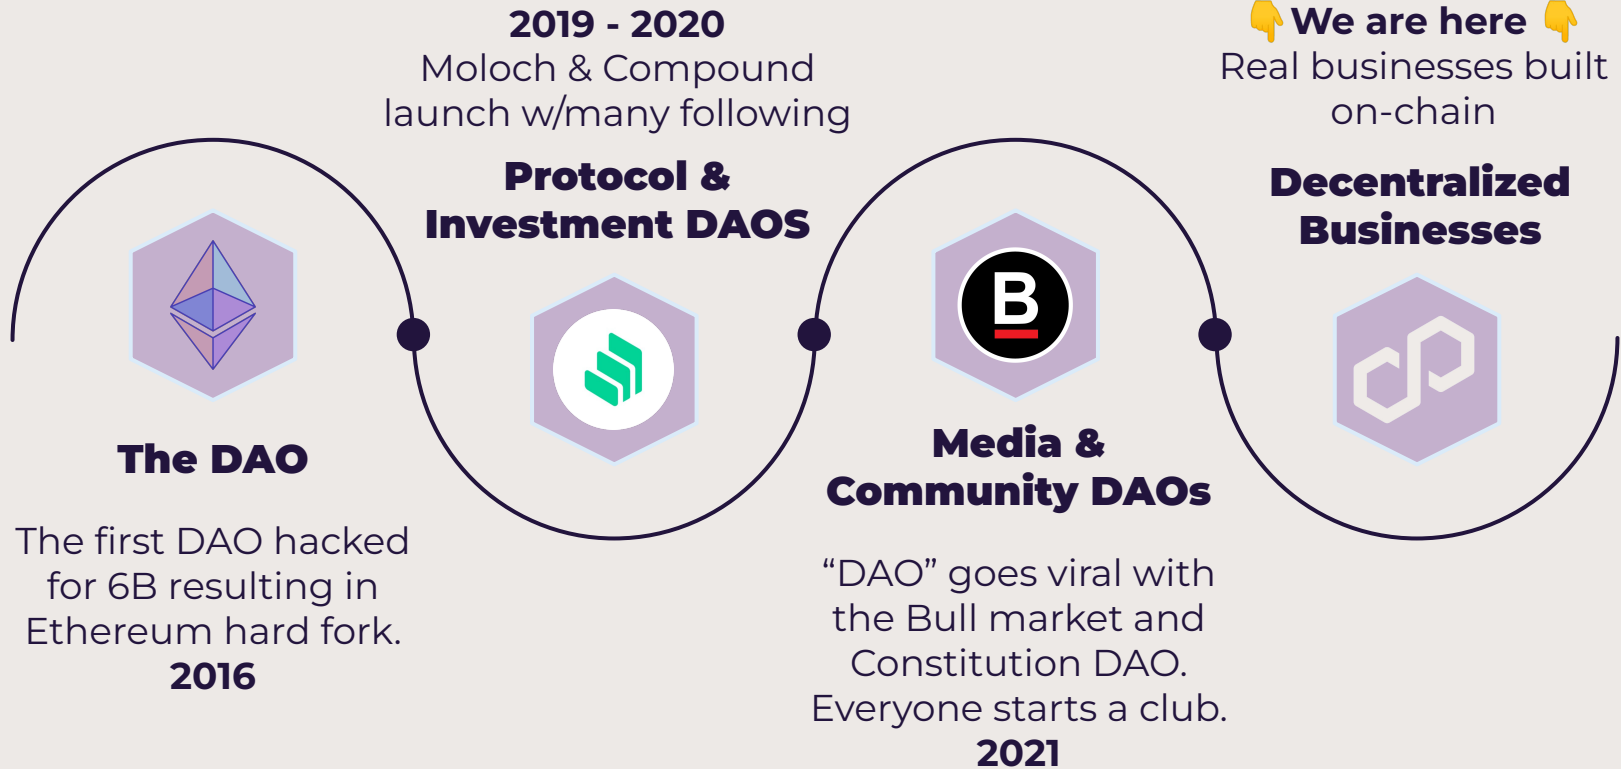 The DAO
The first DAO hacked
for 6B resulting in
Ethereum hard fork.
2016
2019 - 2020
Moloch & Compound
launch w/many following
Protocol &
Investment DAOS
B
Media &
Community DAOs
“DAO” goes viral with
the Bull market and
Constitution DAO.
Everyone starts a club.
2021
👇We are here 👇
Real businesses built
on-chain
Decentralized
Businesses